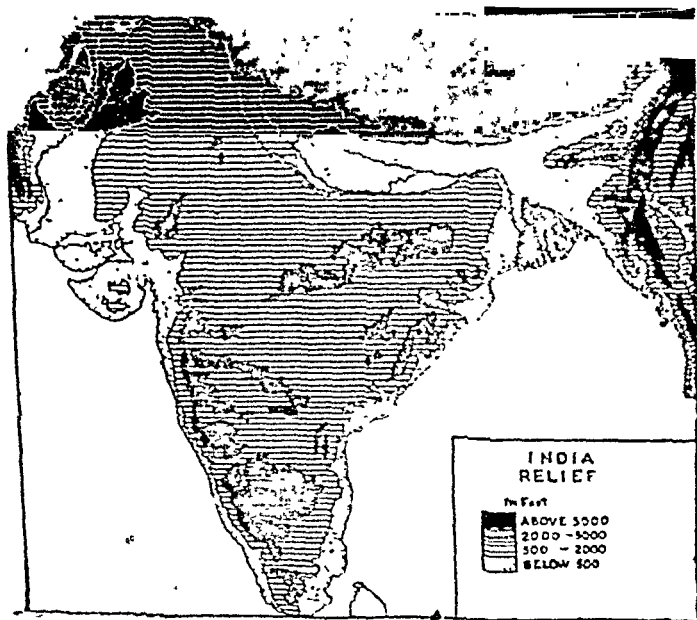 INDIA
RELIEF
In Feet
ABOVE 5000
2000 - 5000
500 - 2000
BELOW 500